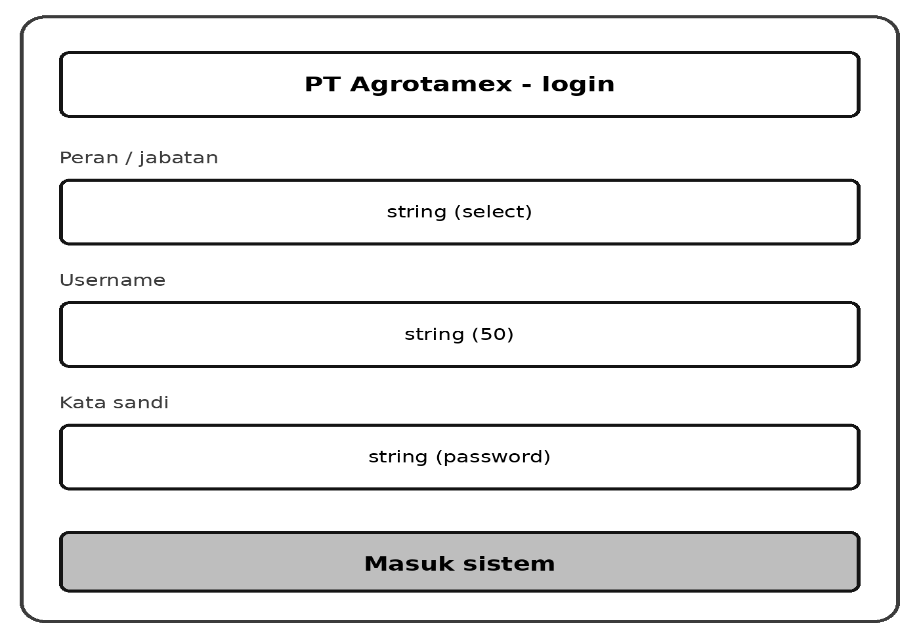 PT Agrotamex - login
Peran / jabatan
string (select)
Username
string (50)
Kata sandi
string (password)
Masuk sistem